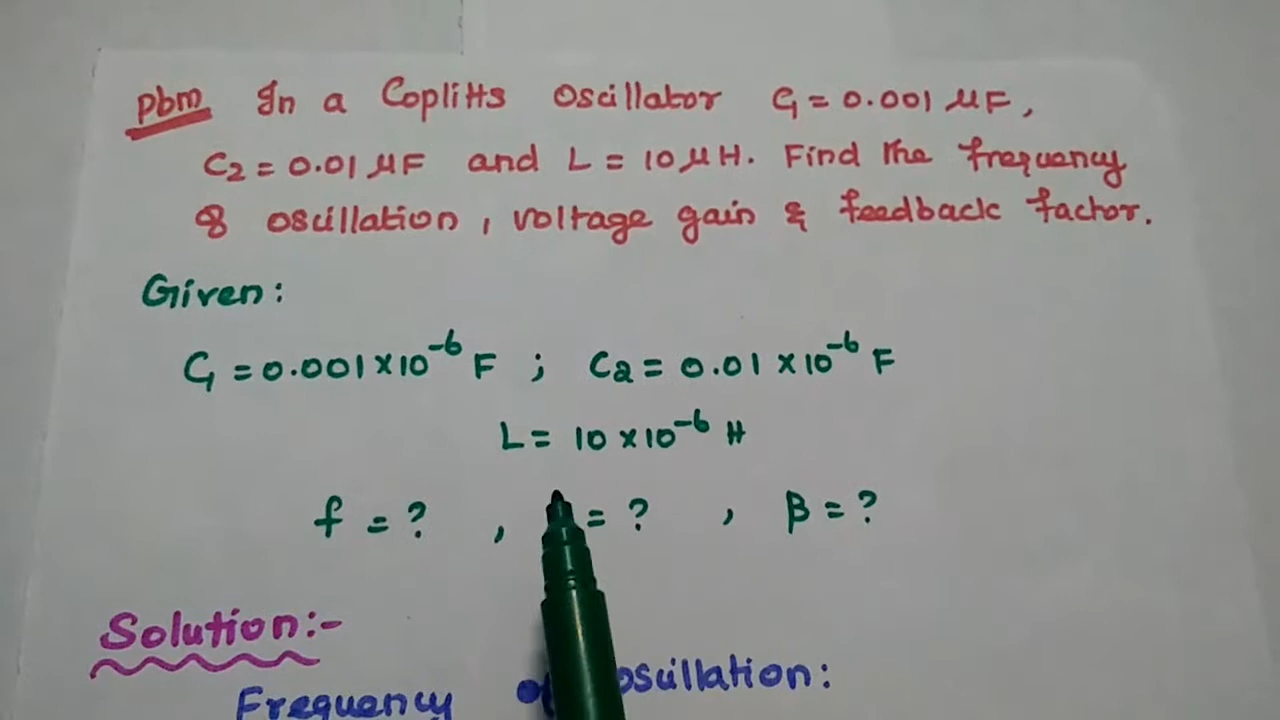 Pbm In a Coplitts Oscillator C1 = 0.001 μF,
C2 = 0.01 μF and L = 10 μH. Find the frequency
of oscillation, voltage gain & feedback factor.
Given:
C1 = 0.001 × 10⁻⁶ F ; C2 = 0.01 × 10⁻⁶ F
L = 10 × 10⁻⁶ H
f = ? , = ? , β = ?
Solution:-
Frequency of oscillation: